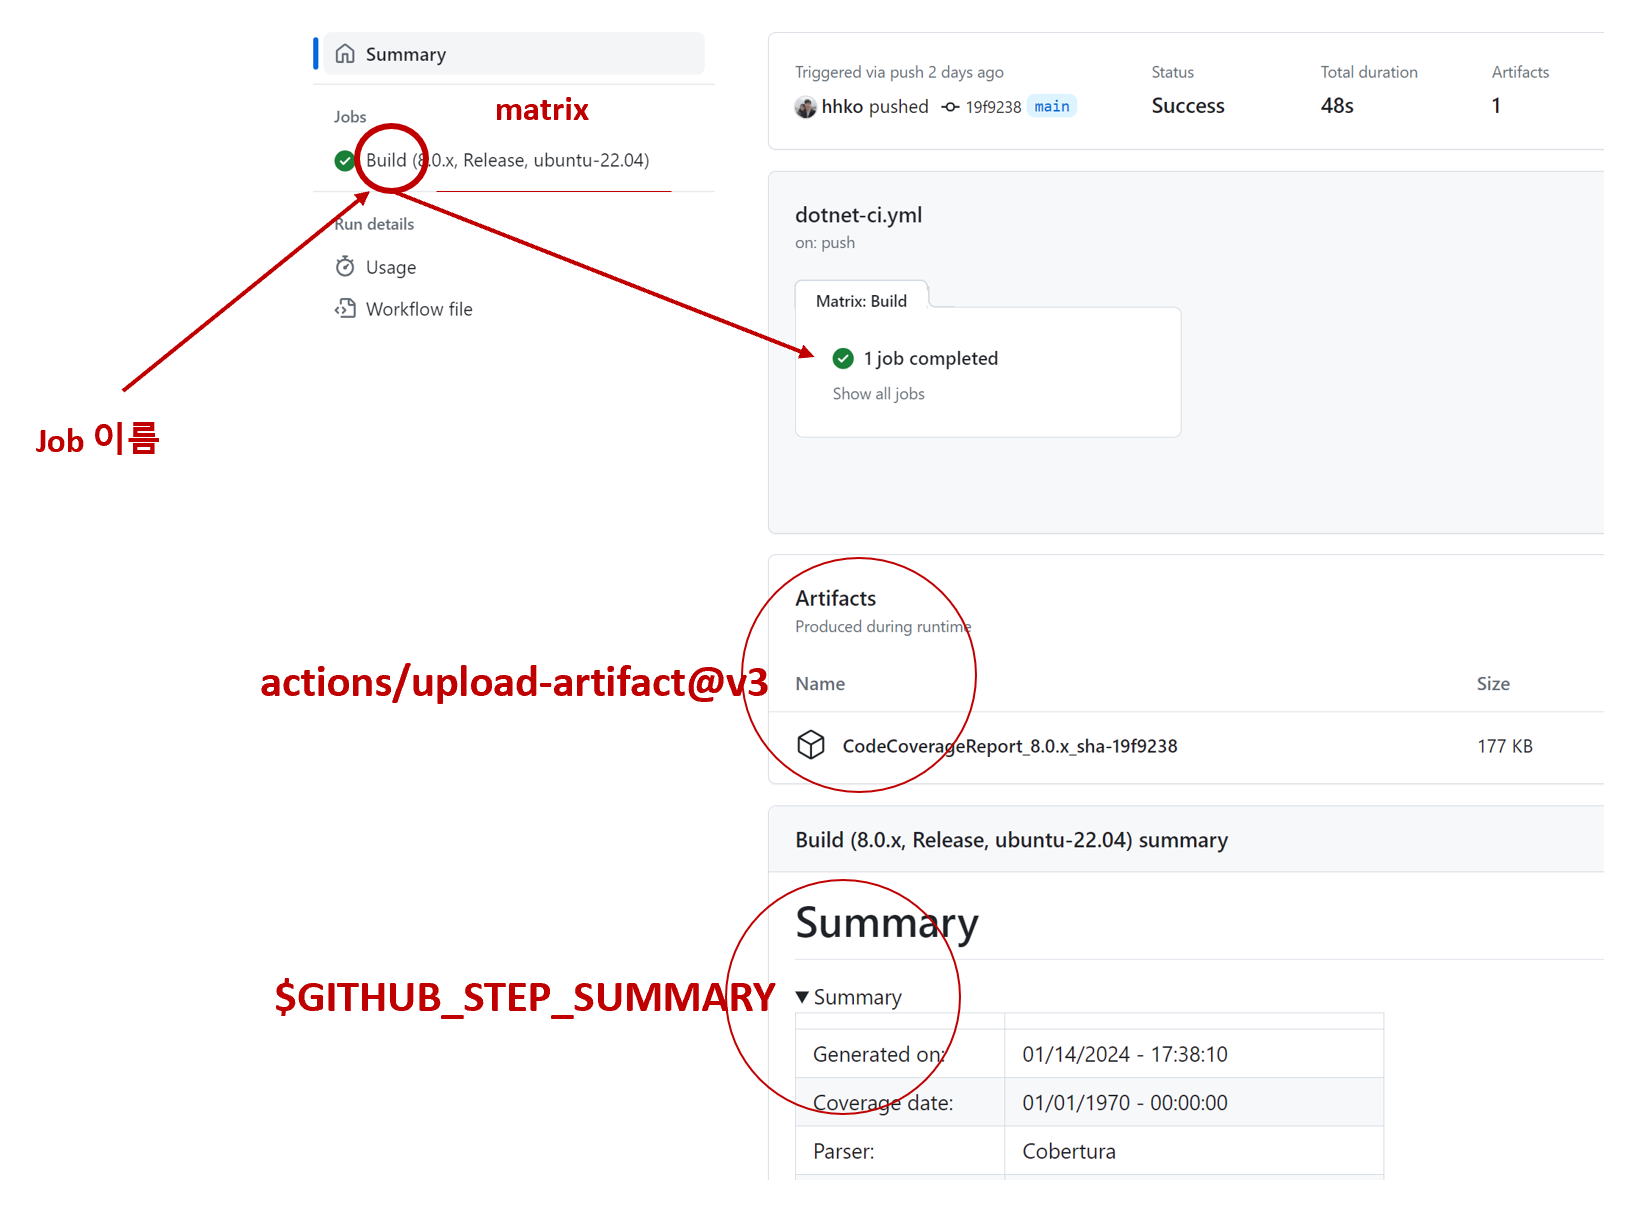 Summary
Jobs
matrix
Build (8.0.x, Release, ubuntu-22.04)
Run details
Usage
Workflow file
Job 이름
Triggered via push 2 days ago
hhko pushed 19f9238 main
Status
Success
Total duration
48s
Artifacts
1
dotnet-ci.yml
on: push
Matrix: Build
1 job completed
Show all jobs
Artifacts
Produced during runtime
actions/upload-artifact@v3
Name Size
CodeCoverageReport_8.0.x_sha-19f9238 177 KB
Build (8.0.x, Release, ubuntu-22.04) summary
Summary
$GITHUB_STEP_SUMMARY
Summary
Generated on: 01/14/2024 - 17:38:10
Coverage date: 01/01/1970 - 00:00:00
Parser: Cobertura